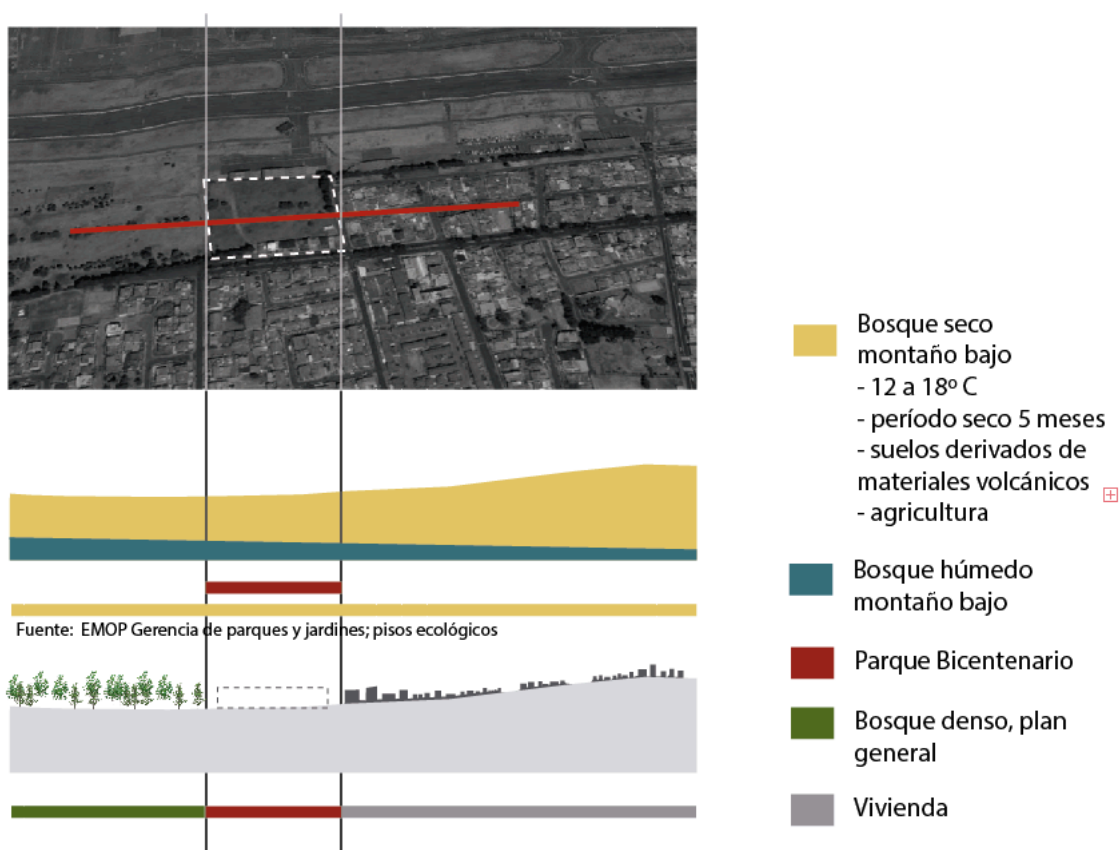 Bosque seco
montaño bajo
- 12 a 18º C
- período seco 5 meses
- suelos derivados de
materiales volcánicos
- agricultura
Bosque húmedo
montaño bajo
Fuente: EMOP Gerencia de parques y jardines; pisos ecológicos
Parque Bicentenario
Bosque denso, plan
general
Vivienda